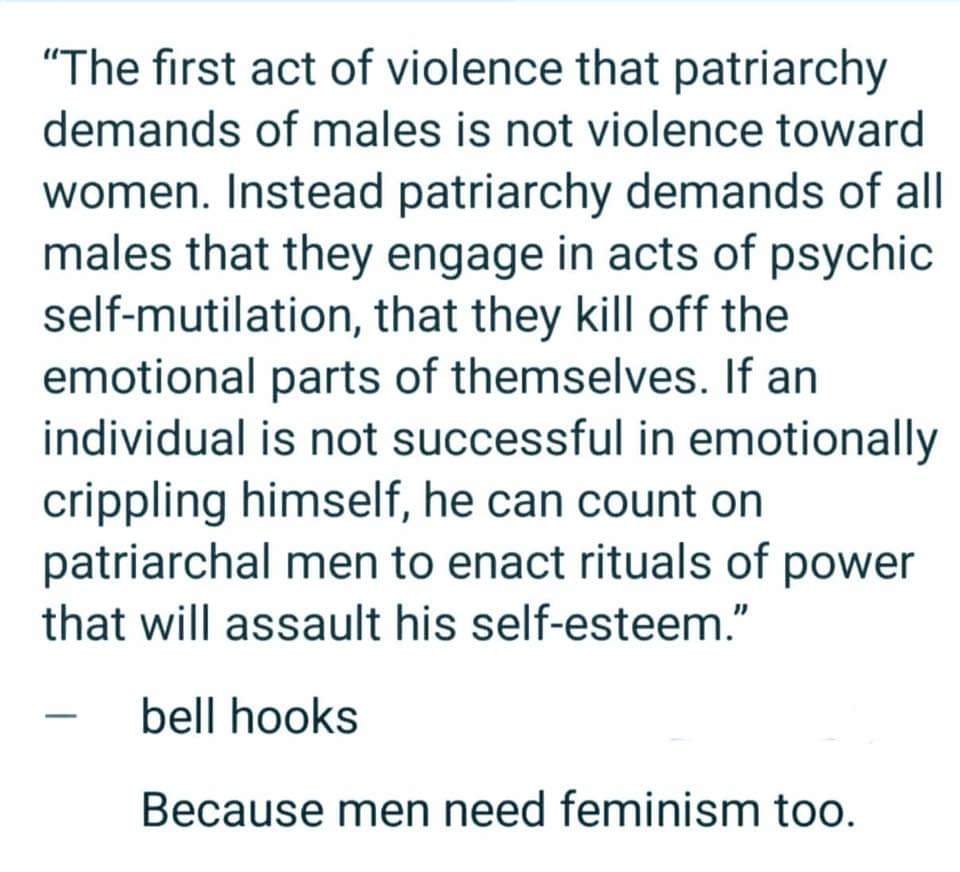 “The first act of violence that patriarchy
demands of males is not violence toward
women. Instead patriarchy demands of all
males that they engage in acts of psychic
self-mutilation, that they kill off the
emotional parts of themselves. If an
individual is not successful in emotionally
crippling himself, he can count on
patriarchal men to enact rituals of power
that will assault his self-esteem.”
— bell hooks
Because men need feminism too.